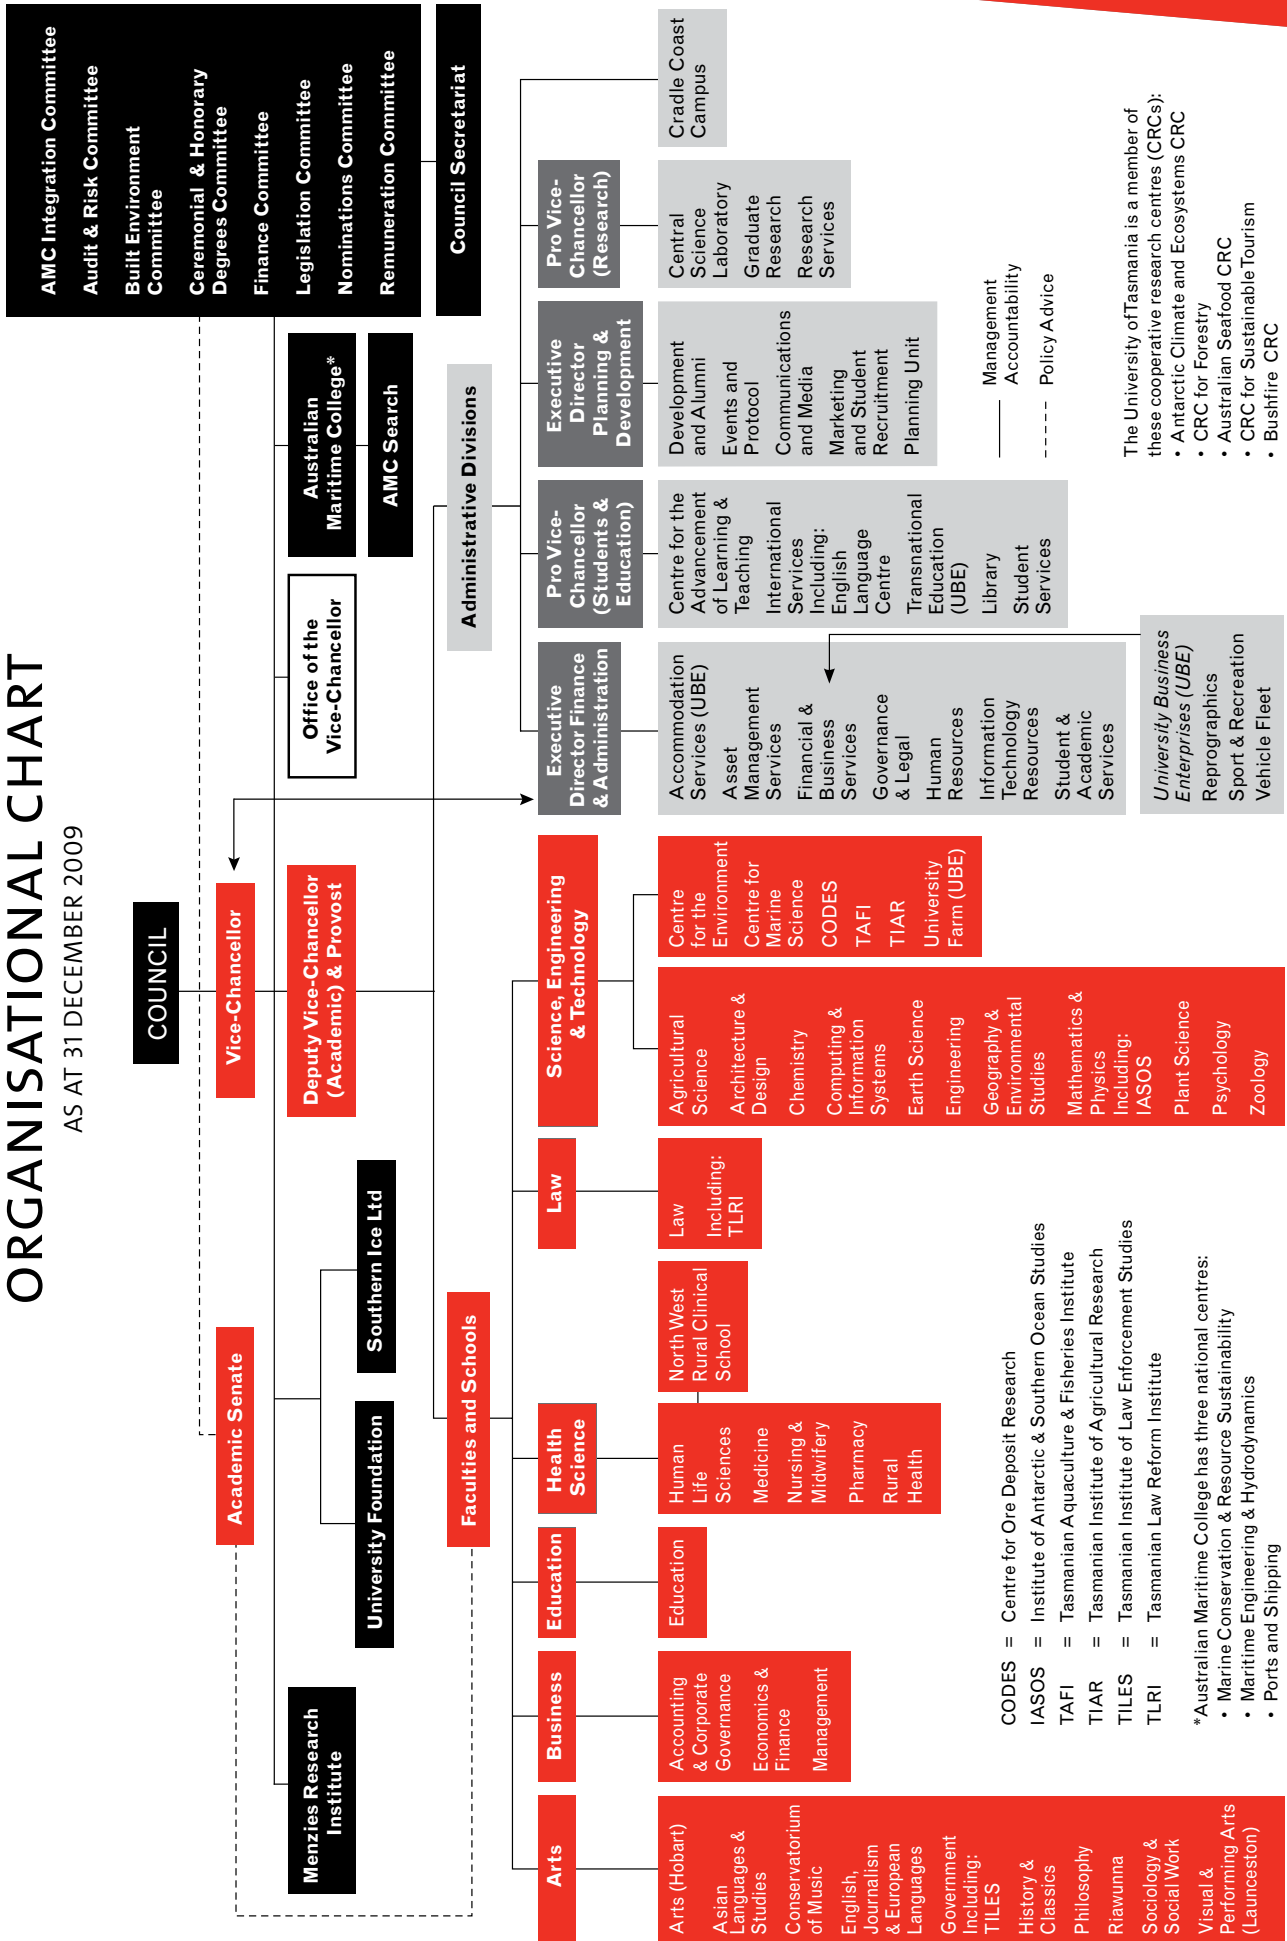 ORGANISATIONAL CHART
AS AT 31 DECEMBER 2009
COUNCIL
AMC Integration Committee
Audit & Risk Committee
Built Environment
Committee
Ceremonial & Honorary
Degrees Committee
Finance Committee
Legislation Committee
Nominations Committee
Remuneration Committee
Council Secretariat
Academic Senate
Vice-Chancellor
Menzies Research
Institute
University Foundation
Southern Ice Ltd
Deputy Vice-Chancellor
(Academic) & Provost
Office of the
Vice-Chancellor
Australian
Maritime College*
AMC Search
Faculties and Schools
Administrative Divisions
Arts
Arts (Hobart)
Asian
Languages &
Studies
Conservatorium
of Music
English,
Journalism
& European
Languages
Government
Including:
TILES
History &
Classics
Philosophy
Riawunna
Sociology &
Social Work
Visual &
Performing Arts
(Launceston)
Business
Accounting
& Corporate
Governance
Economics &
Finance
Management
Education
Education
Health
Science
Human
Life
Sciences
Medicine
Nursing &
Midwifery
Pharmacy
Rural
Health
North West
Rural Clinical
School
Law
Law
Including:
TLRI
Science, Engineering
& Technology
Agricultural
Science
Architecture &
Design
Chemistry
Computing &
Information
Systems
Earth Science
Engineering
Geography &
Environmental
Studies
Mathematics &
Physics
Including:
IASOS
Plant Science
Psychology
Zoology
Centre
for the
Environment
Centre for
Marine
Science
CODES
TAFI
TIAR
University
Farm (UBE)
Executive
Director Finance
& Administration
Accommodation
Services (UBE)
Asset
Management
Services
Financial &
Business
Services
Governance
& Legal
Human
Resources
Information
Technology
Resources
Student &
Academic
Services
University Business
Enterprises (UBE)
Reprographics
Sport & Recreation
Vehicle Fleet
Pro Vice-
Chancellor
(Students &
Education)
Centre for the
Advancement
of Learning &
Teaching
International
Services
Including:
English
Language
Centre
Transnational
Education
(UBE)
Library
Student
Services
Executive
Director
Planning &
Development
Development
and Alumni
Events and
Protocol
Communications
and Media
Marketing
and Student
Recruitment
Planning Unit
Pro Vice-
Chancellor
(Research)
Central
Science
Laboratory
Graduate
Research
Research
Services
Cradle Coast
Campus
Management
Accountability
Policy Advice
CODES = Centre for Ore Deposit Research
IASOS = Institute of Antarctic & Southern Ocean Studies
TAFI = Tasmanian Aquaculture & Fisheries Institute
TIAR = Tasmanian Institute of Agricultural Research
TILES = Tasmanian Institute of Law Enforcement Studies
TLRI = Tasmanian Law Reform Institute
*Australian Maritime College has three national centres:
• Marine Conservation & Resource Sustainability
• Maritime Engineering & Hydrodynamics
• Ports and Shipping
The University of Tasmania is a member of
these cooperative research centres (CRCs):
• Antarctic Climate and Ecosystems CRC
• CRC for Forestry
• Australian Seafood CRC
• CRC for Sustainable Tourism
• Bushfire CRC